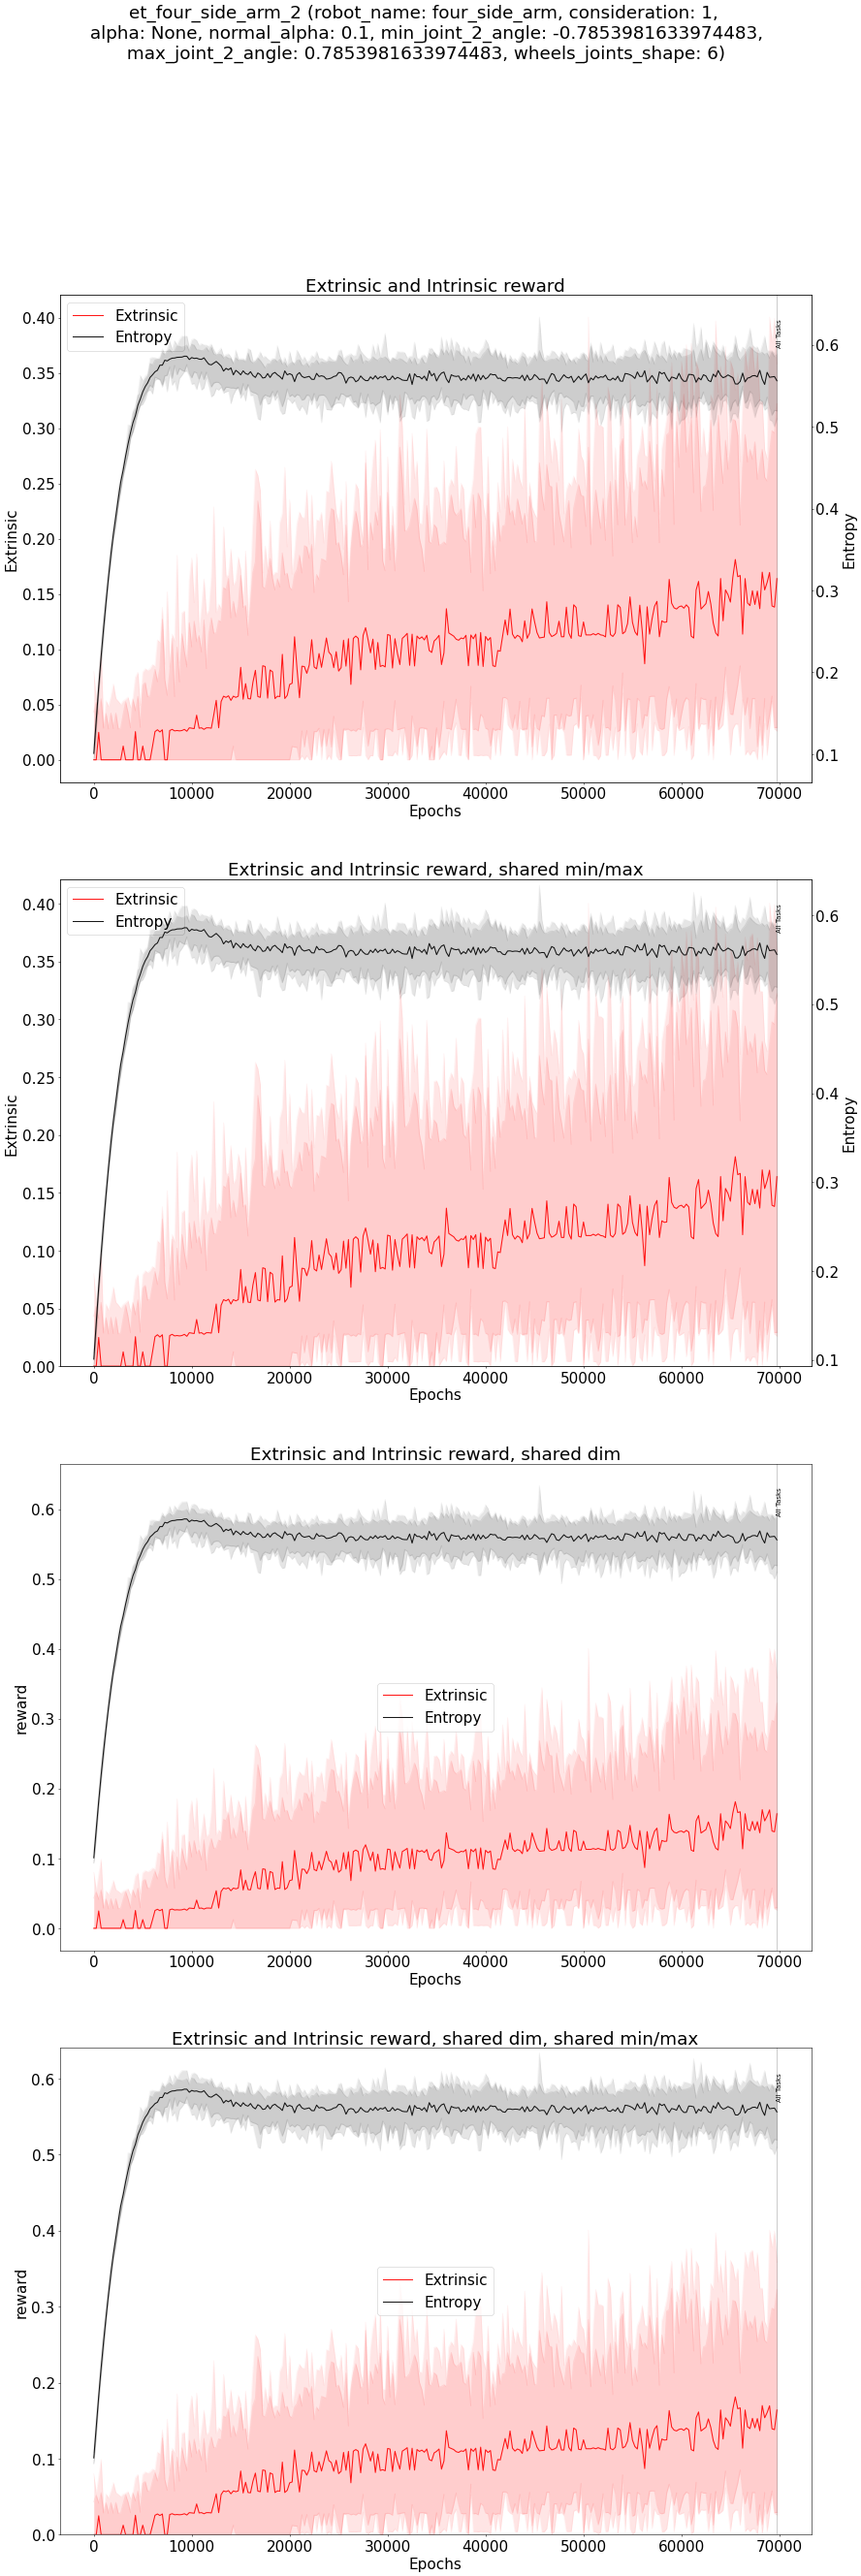 et_four_side_arm_2 (robot_name: four_side_arm, consideration: 1,
alpha: None, normal_alpha: 0.1, min_joint_2_angle: -0.7853981633974483,
max_joint_2_angle: 0.7853981633974483, wheels_joints_shape: 6)
Extrinsic and Intrinsic reward
Extrinsic
Entropy
All Tasks
0.40
0.35
0.30
0.25
0.20
0.15
0.10
0.05
0.00
Extrinsic
0.6
0.5
0.4
0.3
0.2
0.1
Entropy
0 10000 20000 30000 40000 50000 60000 70000
Epochs
Extrinsic and Intrinsic reward, shared min/max
Extrinsic
Entropy
All Tasks
0.40
0.35
0.30
0.25
0.20
0.15
0.10
0.05
0.00
Extrinsic
0.6
0.5
0.4
0.3
0.2
0.1
Entropy
0 10000 20000 30000 40000 50000 60000 70000
Epochs
Extrinsic and Intrinsic reward, shared dim
All Tasks
0.6
0.5
0.4
0.3
0.2
0.1
0.0
reward
Extrinsic
Entropy
0 10000 20000 30000 40000 50000 60000 70000
Epochs
Extrinsic and Intrinsic reward, shared dim, shared min/max
All Tasks
0.6
0.5
0.4
0.3
0.2
0.1
0.0
reward
Extrinsic
Entropy
0 10000 20000 30000 40000 50000 60000 70000
Epochs